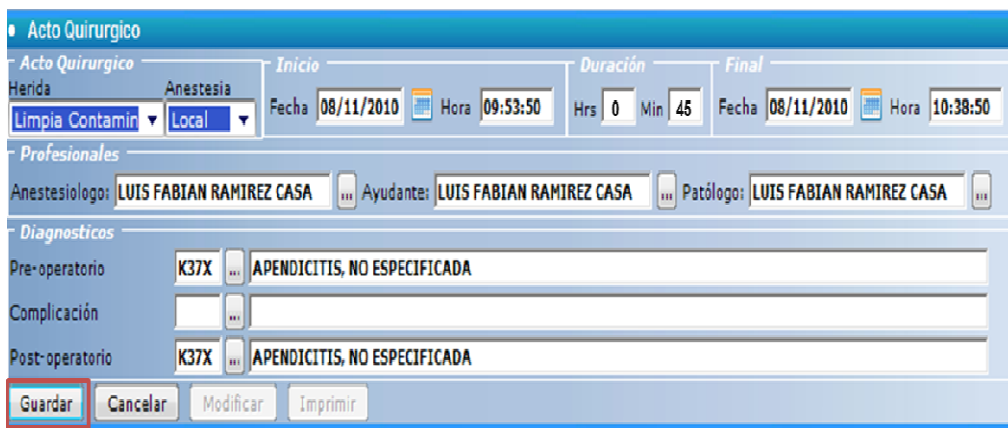 Acto Quirurgico
Acto Quirurgico Inicio Duración Final
Herida Anestesia
Limpia Contamin Local Fecha 08/11/2010 Hora 09:53:50 Hrs 0 Min 45 Fecha 08/11/2010 Hora 10:38:50
Profesionales
Anestesiologo: LUIS FABIAN RAMIREZ CASA ... Ayudante: LUIS FABIAN RAMIREZ CASA ... Patólogo: LUIS FABIAN RAMIREZ CASA ...
Diagnosticos
Pre-operatorio K37X ... APENDICITIS, NO ESPECIFICADA
Complicación ...
Post-operatorio K37X ... APENDICITIS, NO ESPECIFICADA
Guardar Cancelar Modificar Imprimir